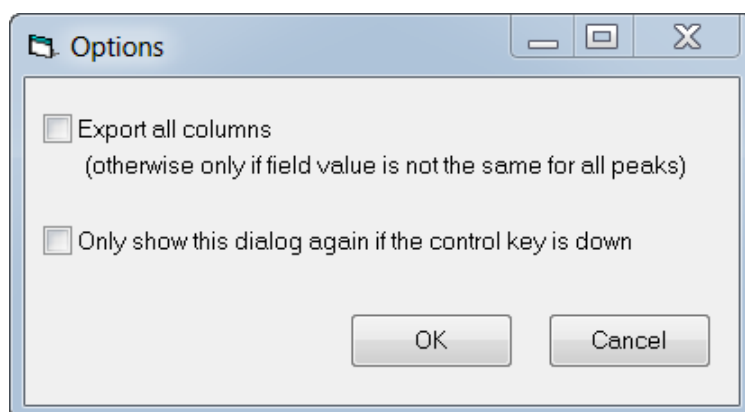 Options
Export all columns
(otherwise only if field value is not the same for all peaks)
Only show this dialog again if the control key is down
OK
Cancel